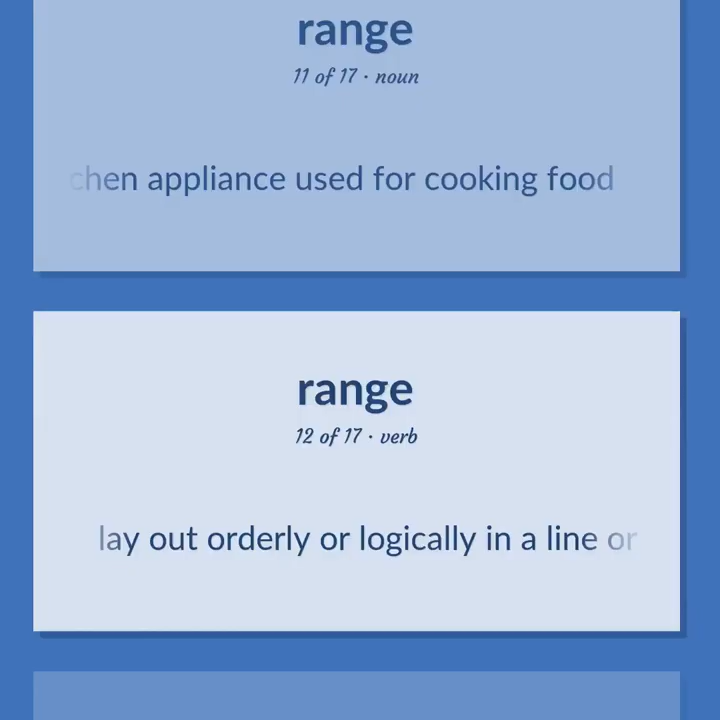 range
11 of 17 · noun
chen appliance used for cooking food
range
12 of 17 · verb
lay out orderly or logically in a line or